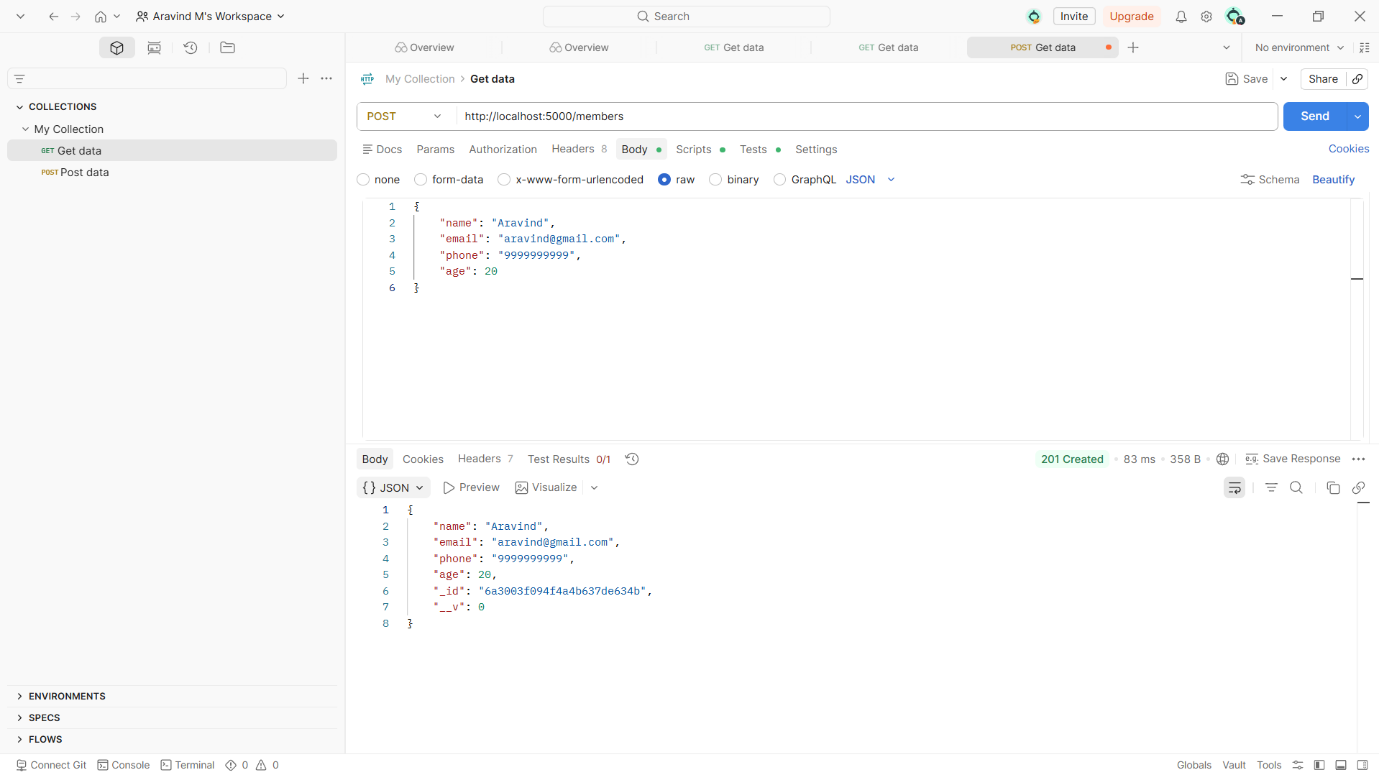 Aravind M's Workspace
Search
Invite
Upgrade
Overview
Overview
GET Get data
GET Get data
POST Get data
No environment
HTTP
My Collection > Get data
Save
Share
COLLECTIONS
My Collection
GET Get data
POST Post data
POST
http://localhost:5000/members
Send
Docs Params Authorization Headers 8 Body Scripts Tests Settings
Cookies
none form-data x-www-form-urlencoded raw binary GraphQL JSON
Schema
Beautify
1 {
2 "name": "Aravind",
3 "email": "aravind@gmail.com",
4 "phone": "9999999999",
5 "age": 20
6 }
Body Cookies Headers 7 Test Results 0/1
201 Created • 83 ms • 358 B
e.g. Save Response
{} JSON Preview Visualize
1 {
2 "name": "Aravind",
3 "email": "aravind@gmail.com",
4 "phone": "9999999999",
5 "age": 20,
6 "_id": "6a3003f094f4a4b637de634b",
7 "__v": 0
8 }
ENVIRONMENTS
SPECS
FLOWS
Connect Git Console Terminal 0 0
Globals Vault Tools